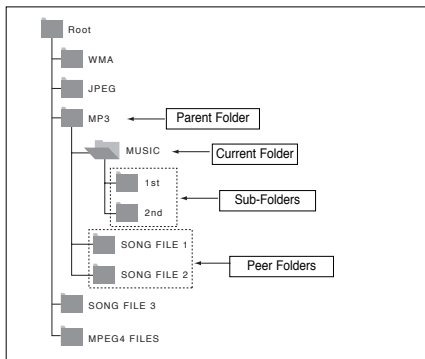 Root
WMA
JPEG
MP3
Parent Folder
MUSIC
Current Folder
1st
Sub-Folders
2nd
SONG FILE 1
Peer Folders
SONG FILE 2
SONG FILE 3
MPEG4 FILES